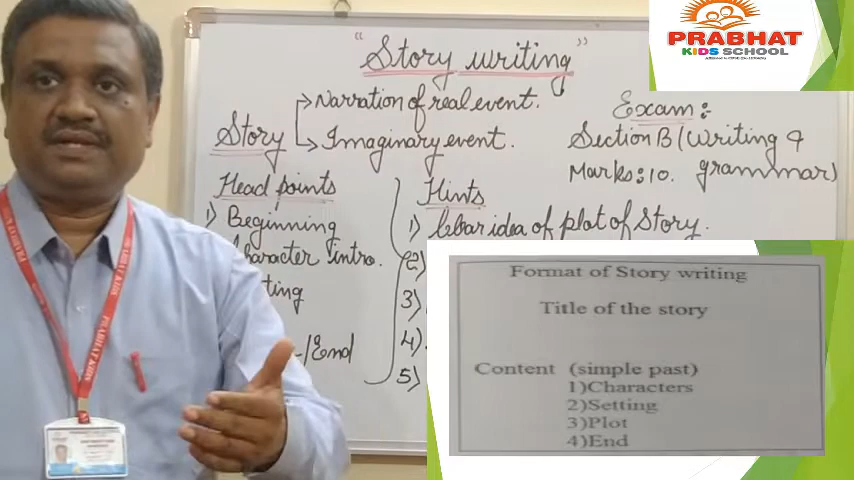 "Story writing"
Story
Narration of real event.
Imaginary event.
Exam:-
Section B (Writing &
grammar)
Marks:10.
Head points
1) Beginning
Character intro.
/End
Hints
1) Clear idea of plot of Story.
2)
3)
4)
5)
PRABHAT
KIDS SCHOOL
Format of Story writing
Title of the story
Content (simple past)
1)Characters
2)Setting
3)Plot
4)End